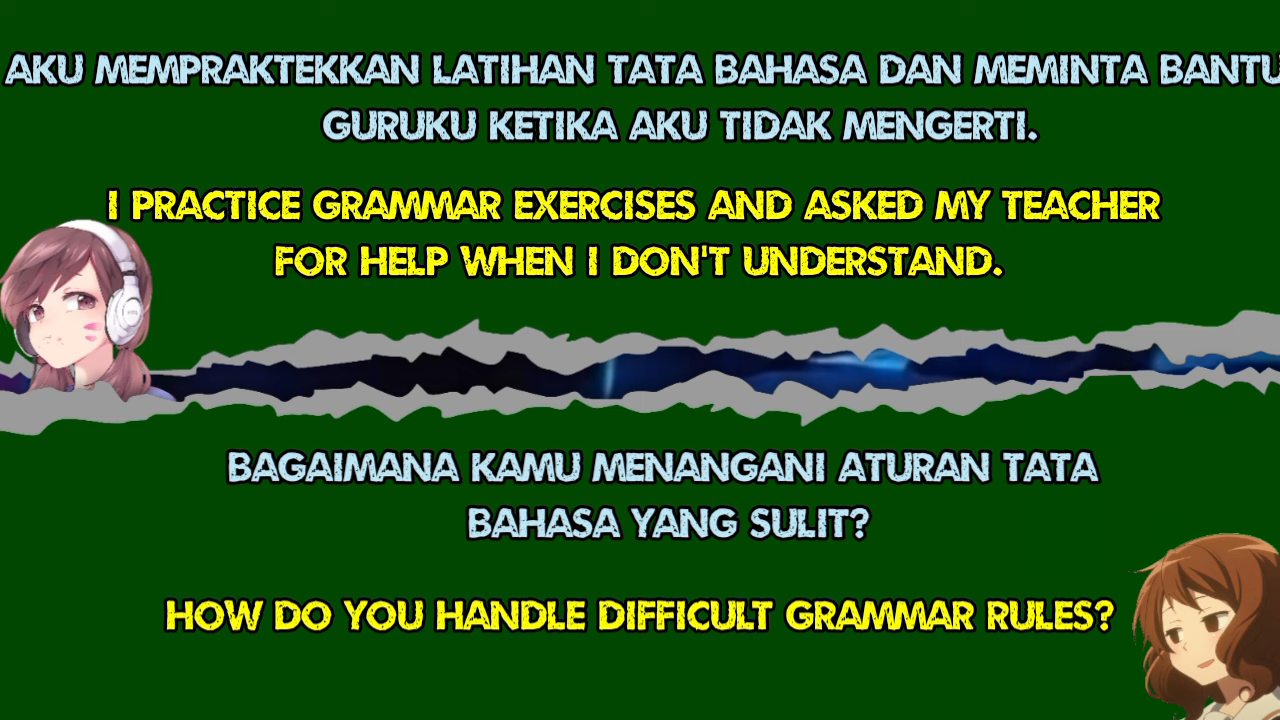 AKU MEMPRAKTEKKAN LATIHAN TATA BAHASA DAN MEMINTA BANTU
GURUKU KETIKA AKU TIDAK MENGERTI.
I PRACTICE GRAMMAR EXERCISES AND ASKED MY TEACHER
FOR HELP WHEN I DON'T UNDERSTAND.
BAGAIMANA KAMU MENANGANI ATURAN TATA
BAHASA YANG SULIT?
HOW DO YOU HANDLE DIFFICULT GRAMMAR RULES?